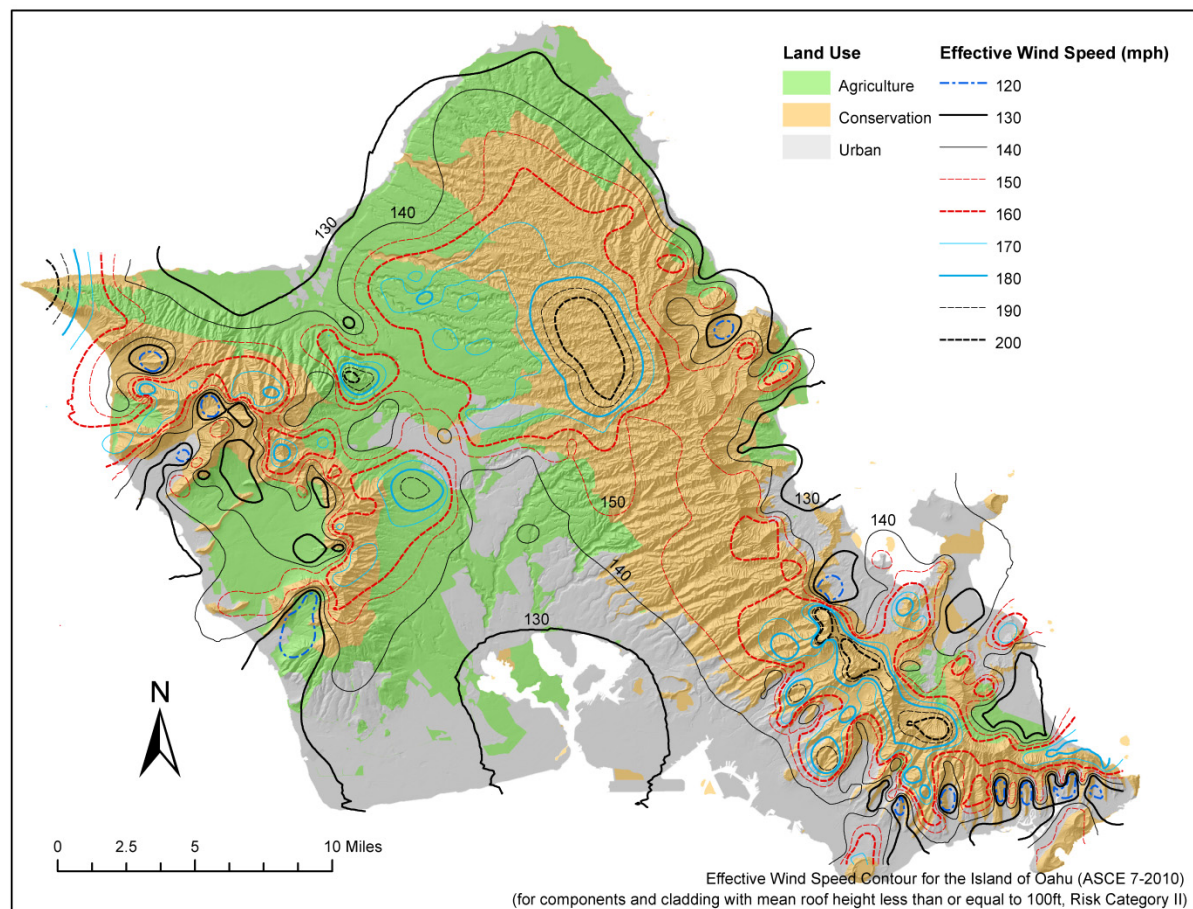 Land Use
Agriculture
Conservation
Urban
Effective Wind Speed (mph)
120
130
140
150
160
170
180
190
200
130
140
150
130
140
140
130
N
0 2.5 5 10 Miles
Effective Wind Speed Contour for the Island of Oahu (ASCE 7-2010)
(for components and cladding with mean roof height less than or equal to 100ft, Risk Category II)